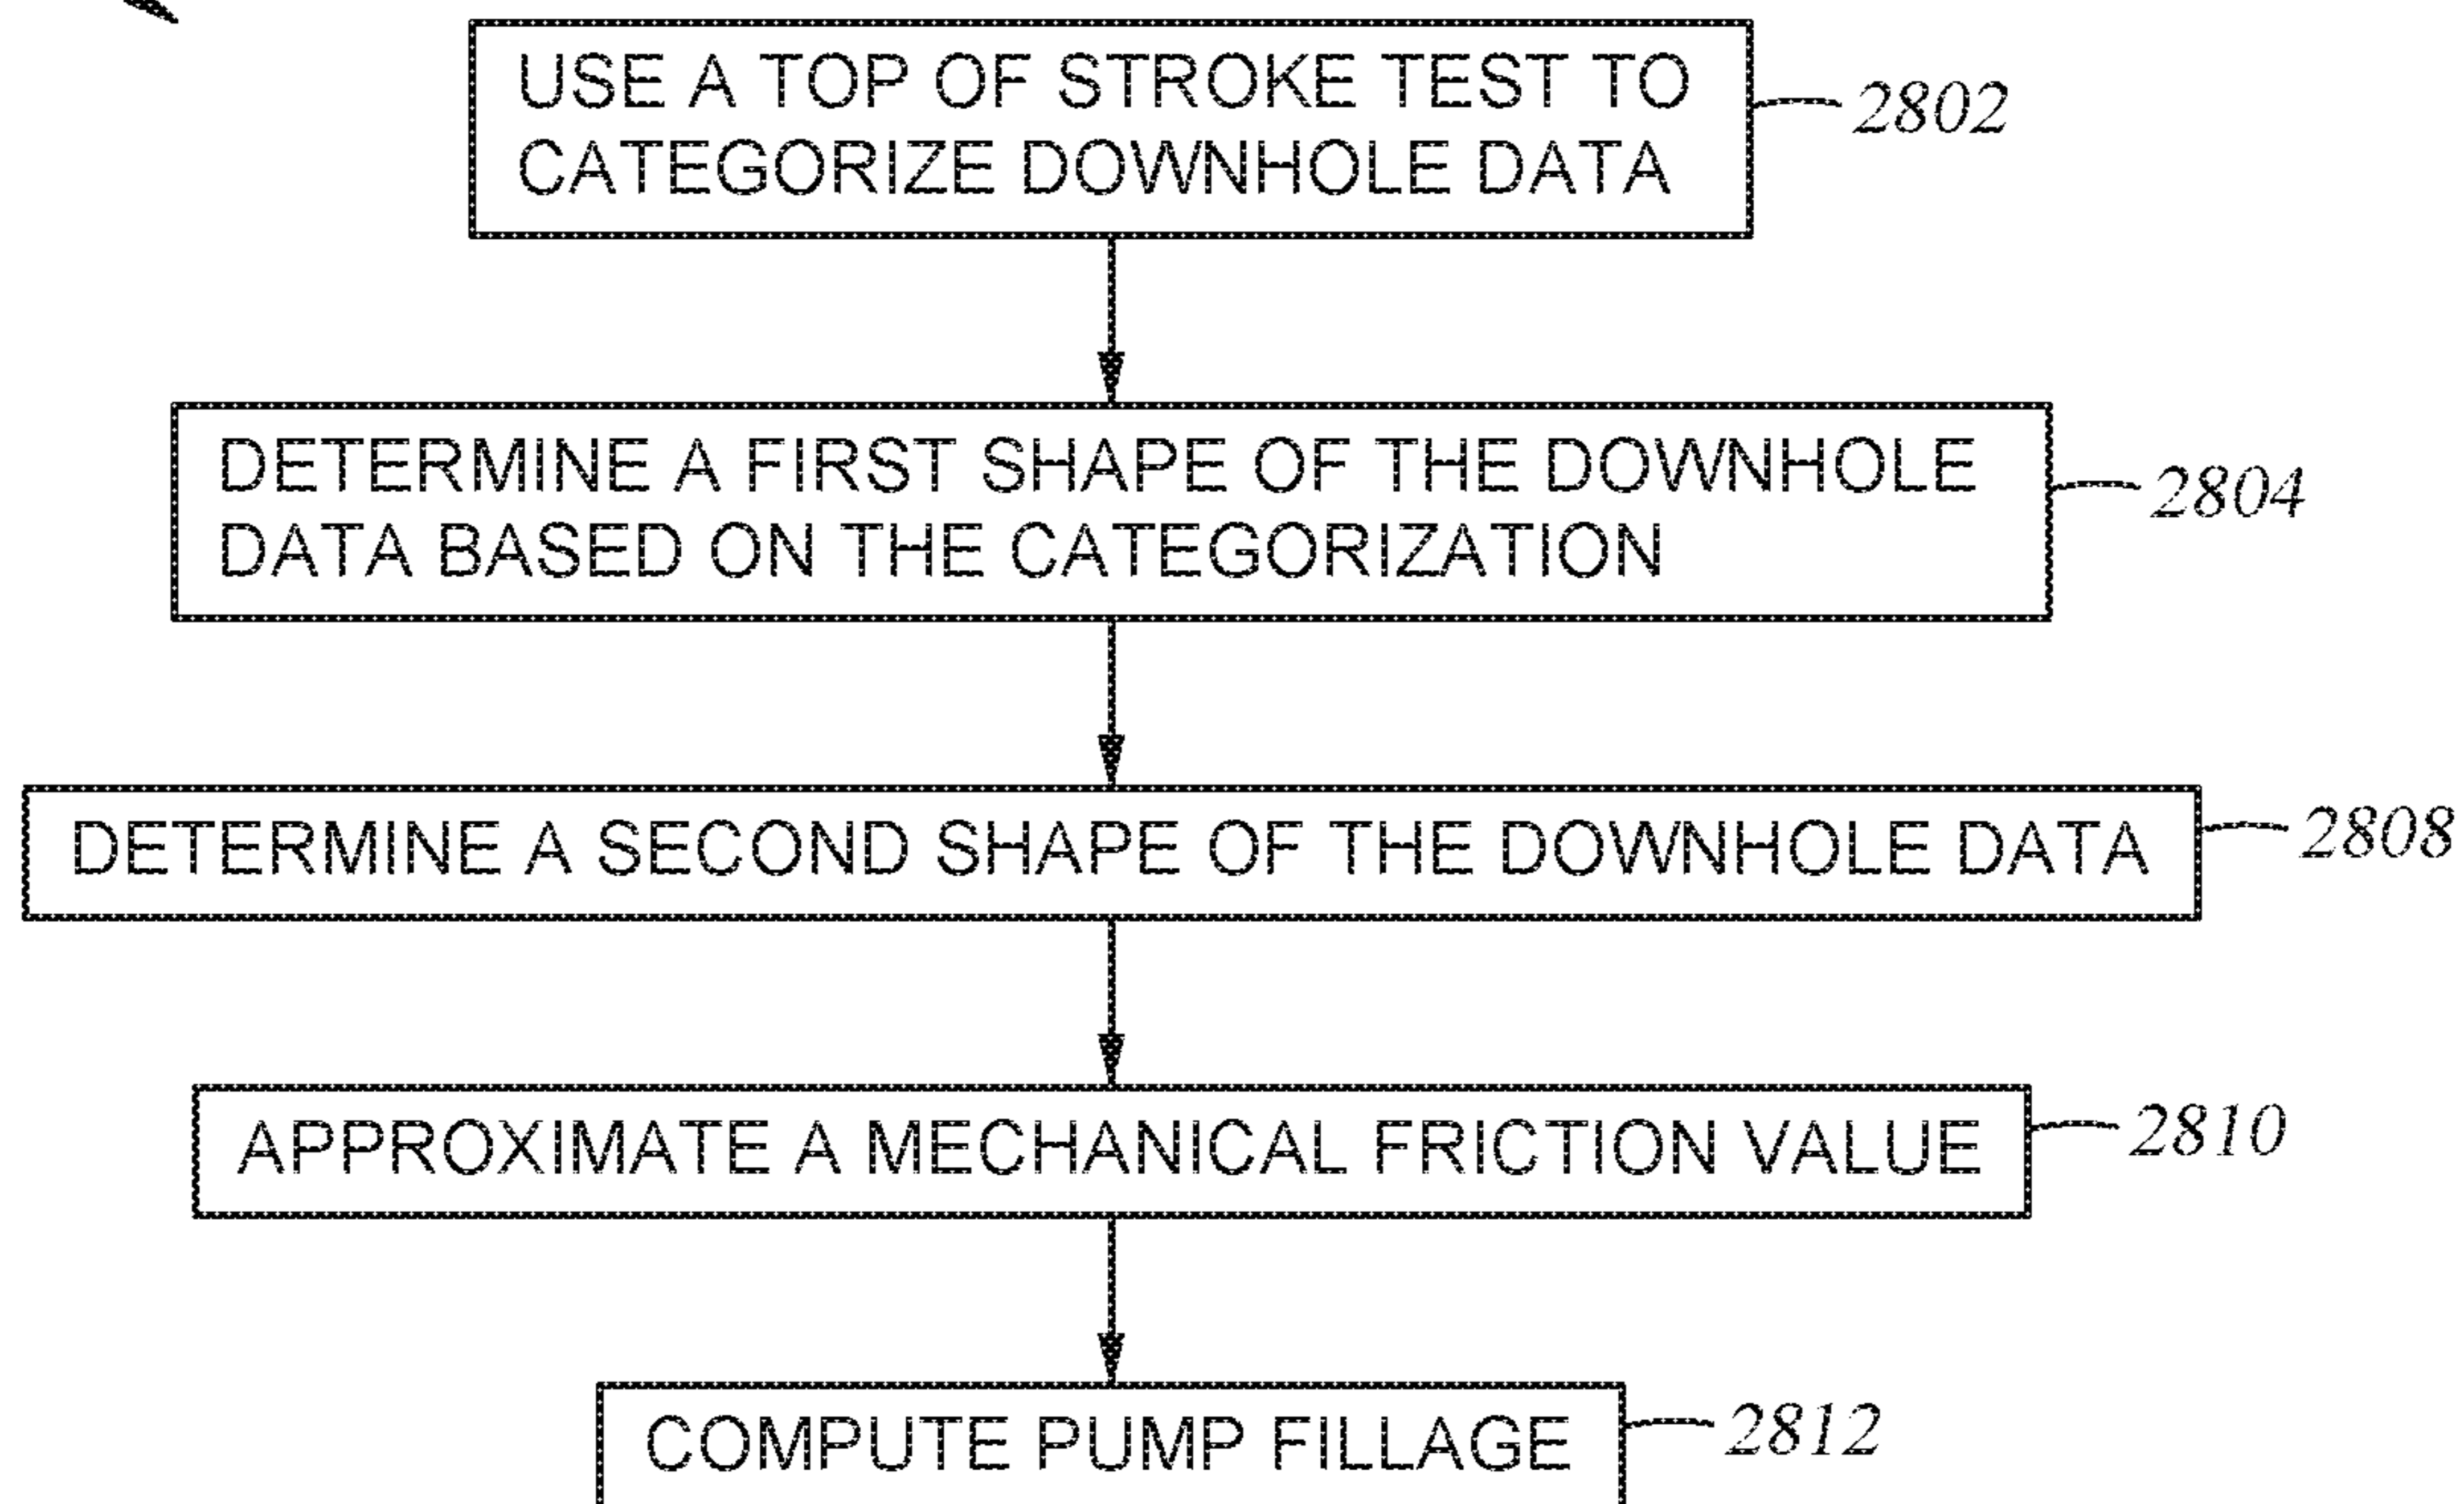 USE A TOP OF STROKE TEST TO
CATEGORIZE DOWNHOLE DATA
2802
DETERMINE A FIRST SHAPE OF THE DOWNHOLE
DATA BASED ON THE CATEGORIZATION
2804
DETERMINE A SECOND SHAPE OF THE DOWNHOLE DATA
2808
APPROXIMATE A MECHANICAL FRICTION VALUE
2810
COMPUTE PUMP FILLAGE
2812